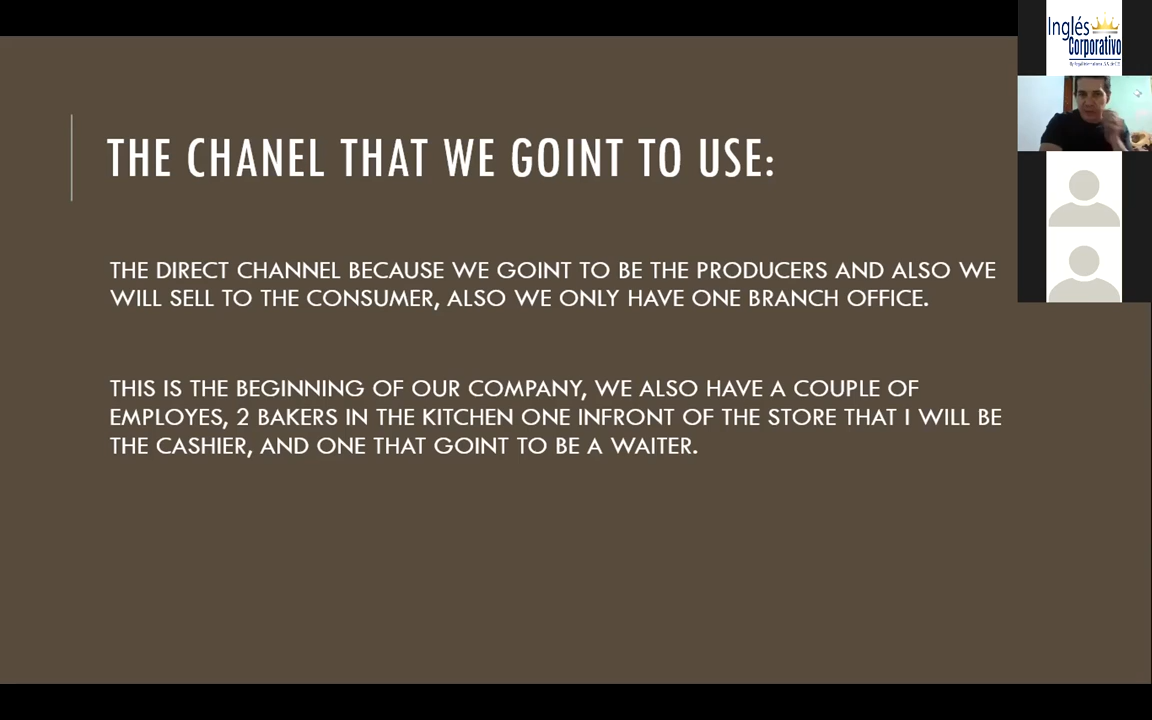 Inglés
Corporativo
THE CHANEL THAT WE GOINT TO USE:
THE DIRECT CHANNEL BECAUSE WE GOINT TO BE THE PRODUCERS AND ALSO WE
WILL SELL TO THE CONSUMER, ALSO WE ONLY HAVE ONE BRANCH OFFICE.
THIS IS THE BEGINNING OF OUR COMPANY, WE ALSO HAVE A COUPLE OF
EMPLOYES, 2 BAKERS IN THE KITCHEN ONE INFRONT OF THE STORE THAT I WILL BE
THE CASHIER, AND ONE THAT GOINT TO BE A WAITER.